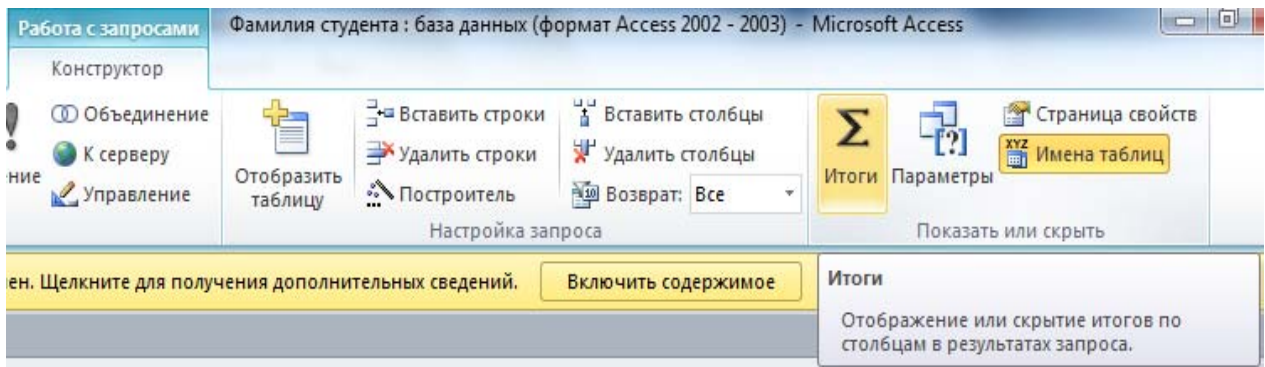 Работа с запросами Фамилия студента : база данных (формат Access 2002 - 2003) - Microsoft Access
Конструктор
Объединение
К серверу
Управление
ние
Отобразить
таблицу
Вставить строки
Удалить строки
Построитель
Вставить столбцы
Удалить столбцы
Возврат: Все
Настройка запроса
Итоги
Параметры
Страница свойств
Имена таблиц
Показать или скрыть
ен. Щелкните для получения дополнительных сведений. Включить содержимое
Итоги
Отображение или скрытие итогов по
столбцам в результатах запроса.